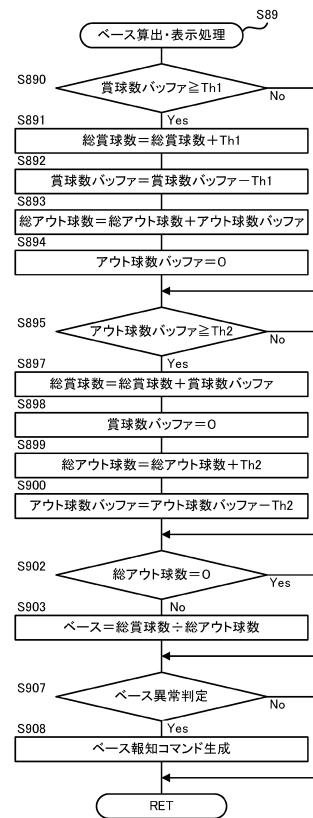 S89
ベース算出・表示処理
S890
賞球数バッファ≧Th1
No
Yes
S891
総賞球数=総賞球数+Th1
S892
賞球数バッファ=賞球数バッファ-Th1
S893
総アウト球数=総アウト球数+アウト球数バッファ
S894
アウト球数バッファ=0
S895
アウト球数バッファ≧Th2
No
Yes
S897
総賞球数=総賞球数+賞球数バッファ
S898
賞球数バッファ=0
S899
総アウト球数=総アウト球数+Th2
S900
アウト球数バッファ=アウト球数バッファ-Th2
S902
総アウト球数=0
Yes
No
S903
ベース=総賞球数÷総アウト球数
S907
ベース異常判定
No
Yes
S908
ベース報知コマンド生成
RET